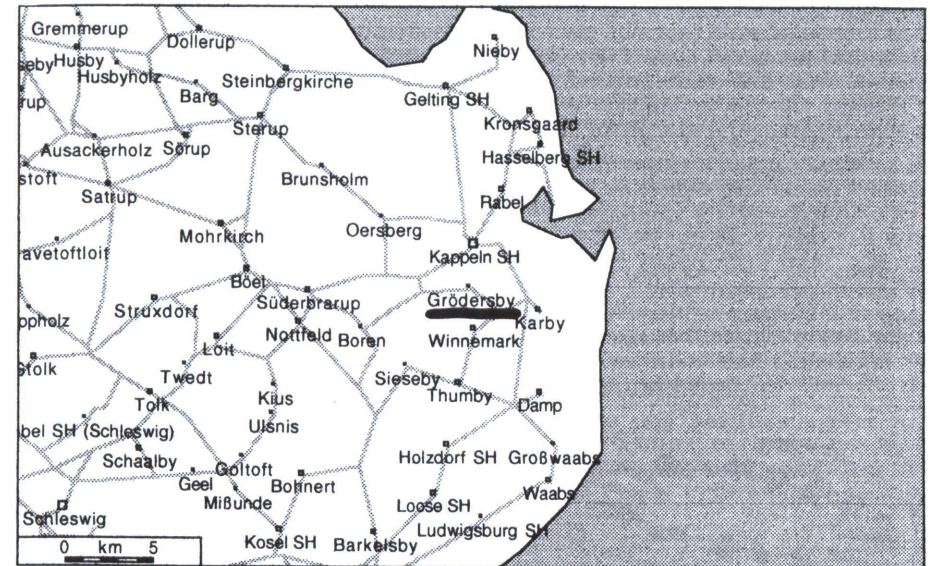 Gremmerup
Dollerup
Nieby
seby Husby
Husbyholz
Steinbergkirche
rup
Barg
Gelting SH
Sterup
Kronsgaard
Ausackerholz
Sörup
Hasselberg SH
stoft
Brunsholm
Satrup
Rabel
Mohrkirch
Oersberg
avetoftloit
Kappeln SH
Böel
Struxdorf
Süderbrarup
Grödersby
ppholz
Nottfeld
Boren
Karby
Loit
Winnemark
Stolk
Twedt
Sieseby
Thumby
Tolk
Kius
Damp
Ulsnis
bel SH (Schleswig)
Schaalby
Goltoft
Holzdorf SH
Großwaabs
Geel
Bohnert
Mißunde
Waabs
Loose SH
Schleswig
Ludwigsburg SH
Kosel SH
Barkelsby
0 km 5